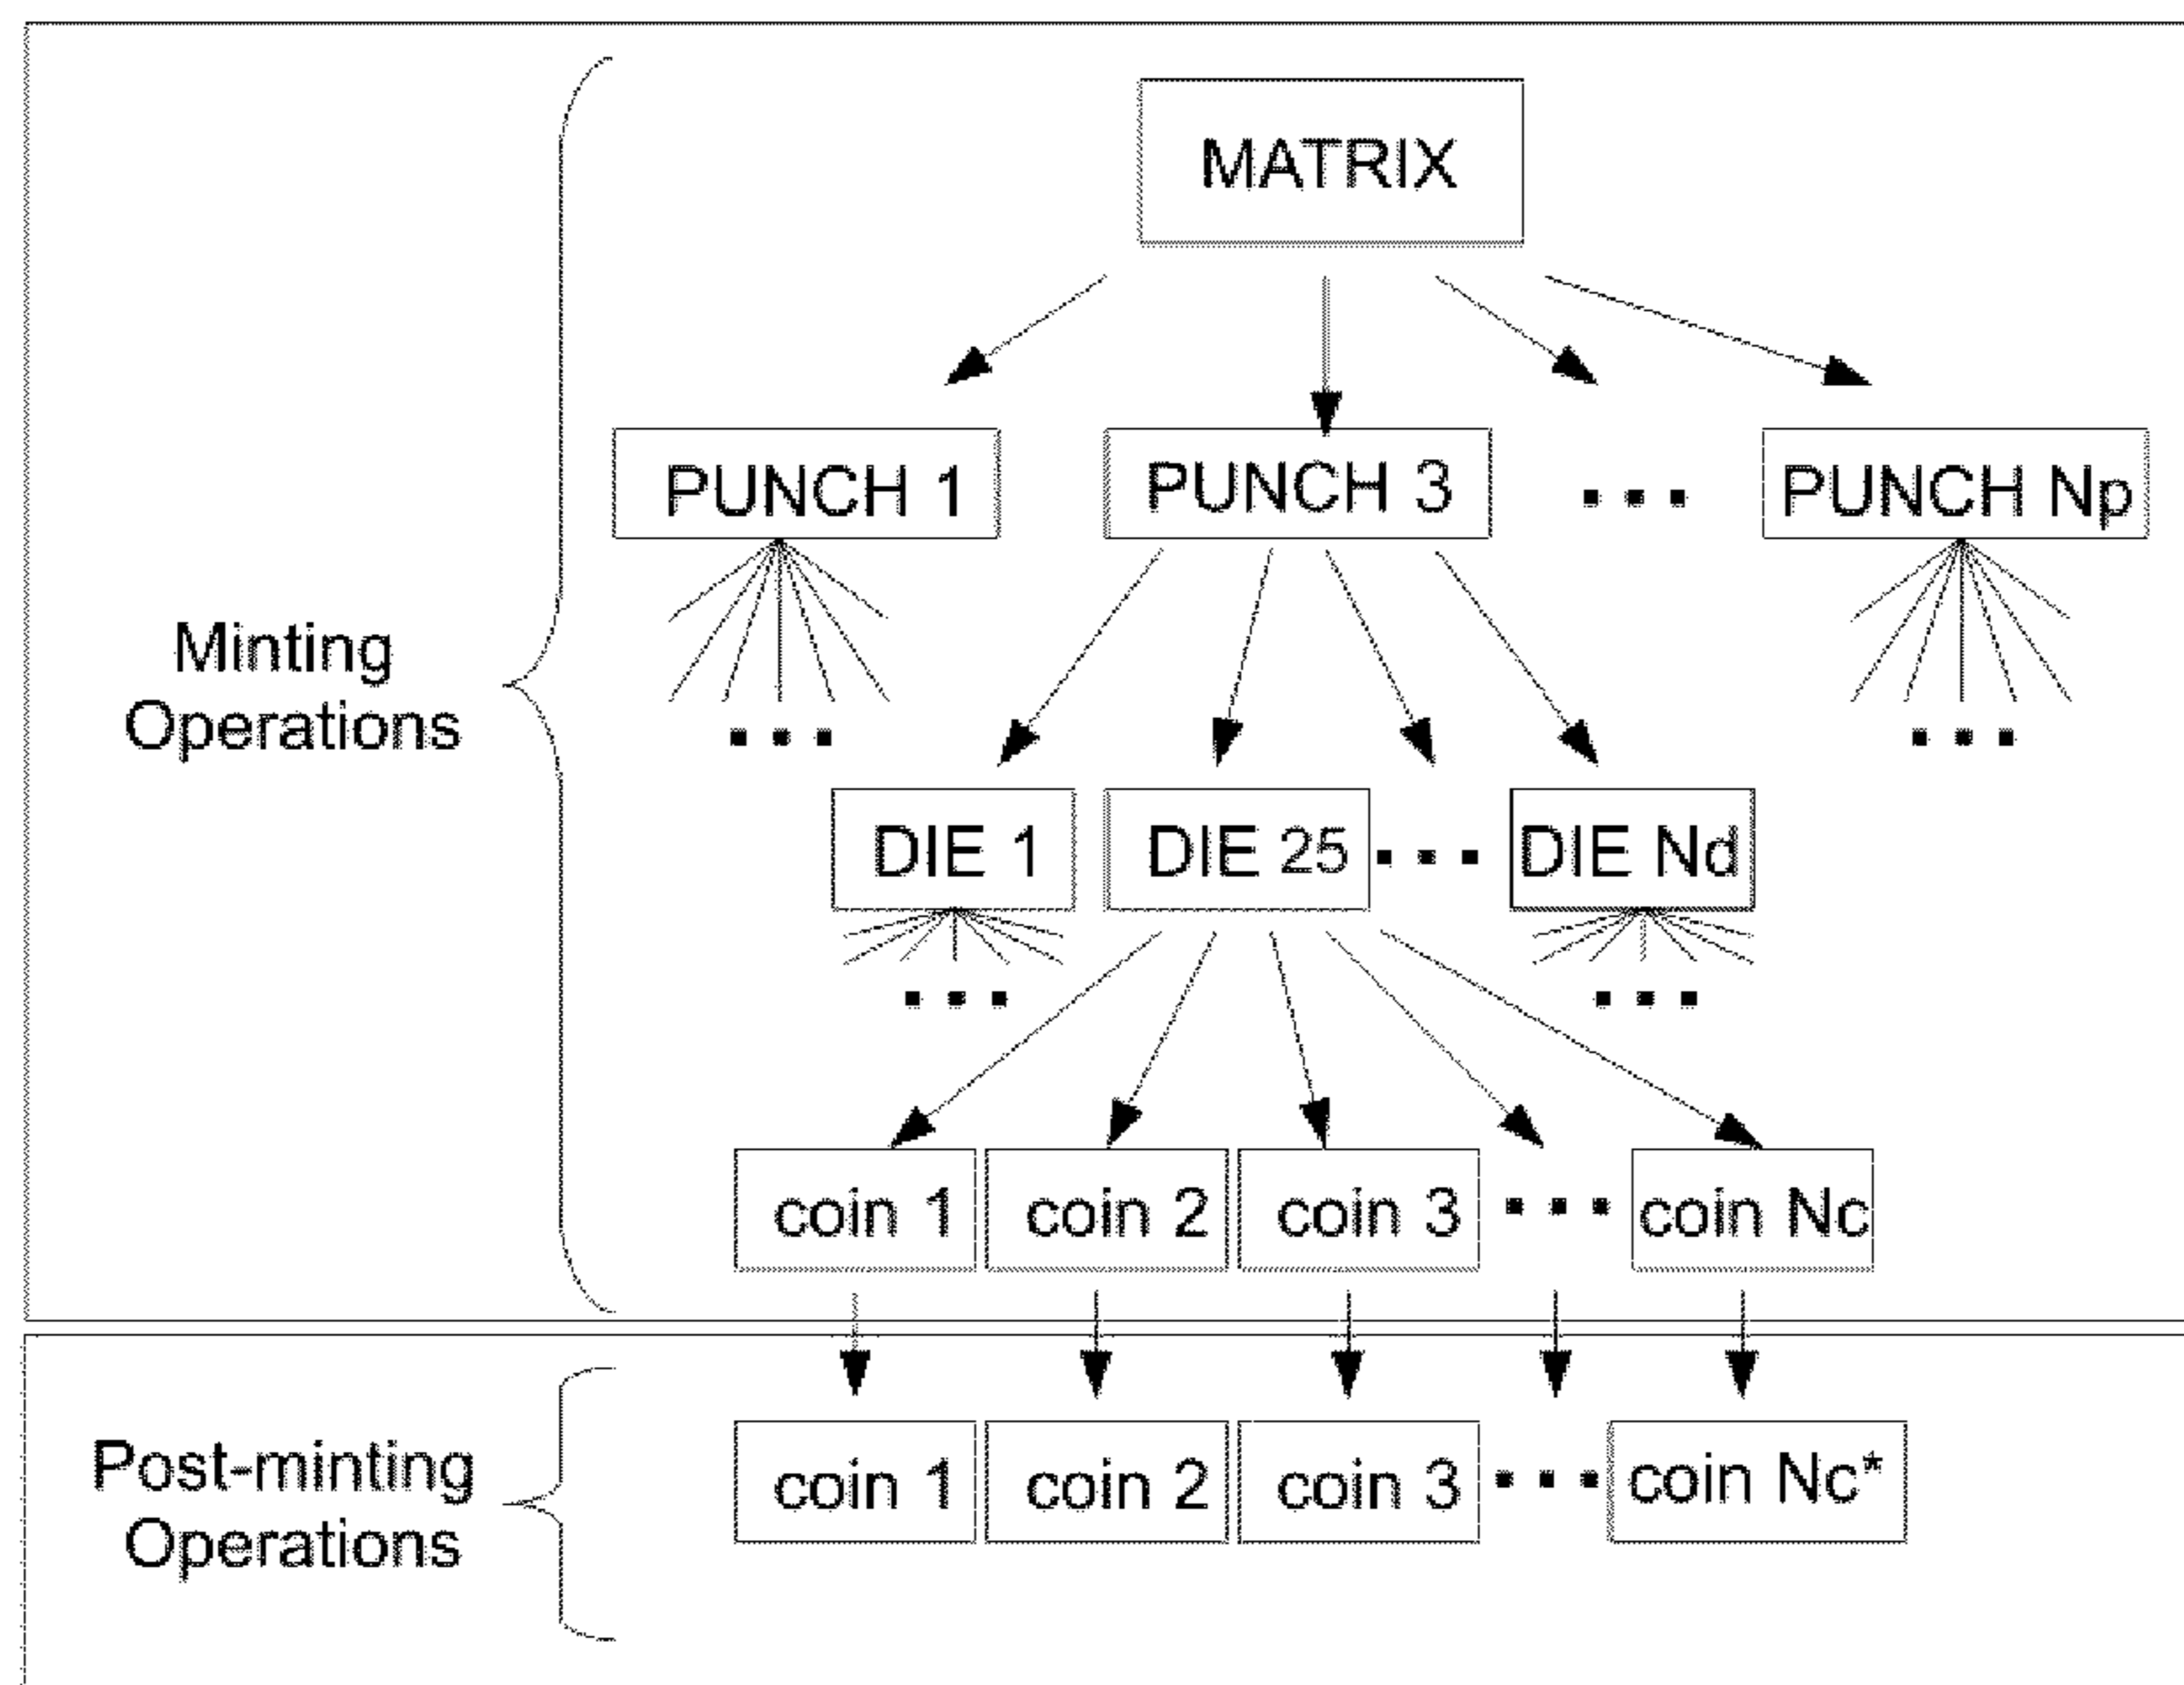 MATRIX
PUNCH 1
PUNCH 3
...
PUNCH Np
Minting
Operations
...
...
DIE 1
DIE 25
...
DIE Nd
...
...
coin 1
coin 2
coin 3
...
coin Nc
Post-minting
Operations
coin 1
coin 2
coin 3
...
coin Nc*